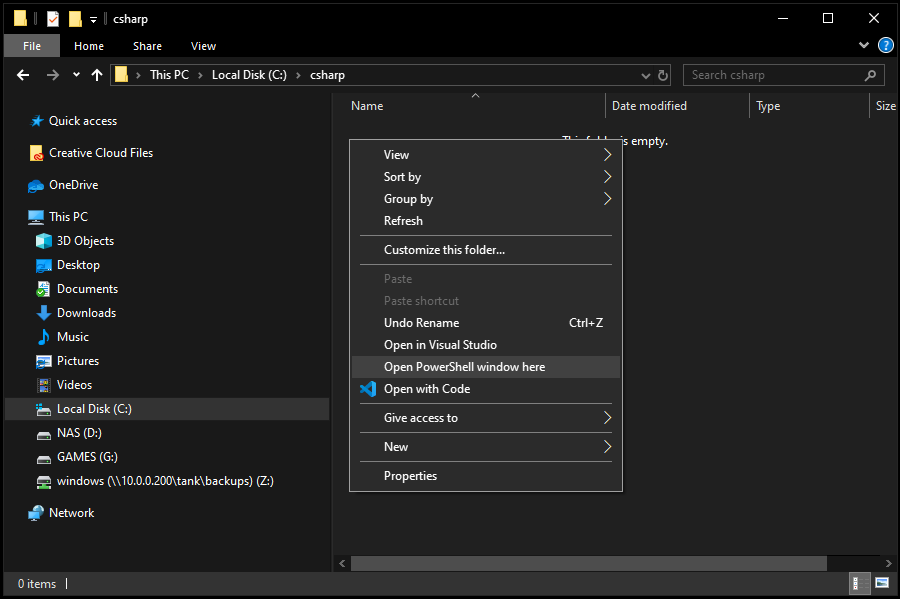 csharp
File Home Share View
This PC Local Disk (C:) csharp
Search csharp
Name Date modified Type Size
Quick access
Creative Cloud Files
OneDrive
This PC
3D Objects
Desktop
Documents
Downloads
Music
Pictures
Videos
Local Disk (C:)
NAS (D:)
GAMES (G:)
windows (\\10.0.0.200\tank\backups) (Z:)
Network
is empty.
View
Sort by
Group by
Refresh
Customize this folder...
Paste
Paste shortcut
Undo Rename Ctrl+Z
Open in Visual Studio
Open PowerShell window here
Open with Code
Give access to
New
Properties
0 items